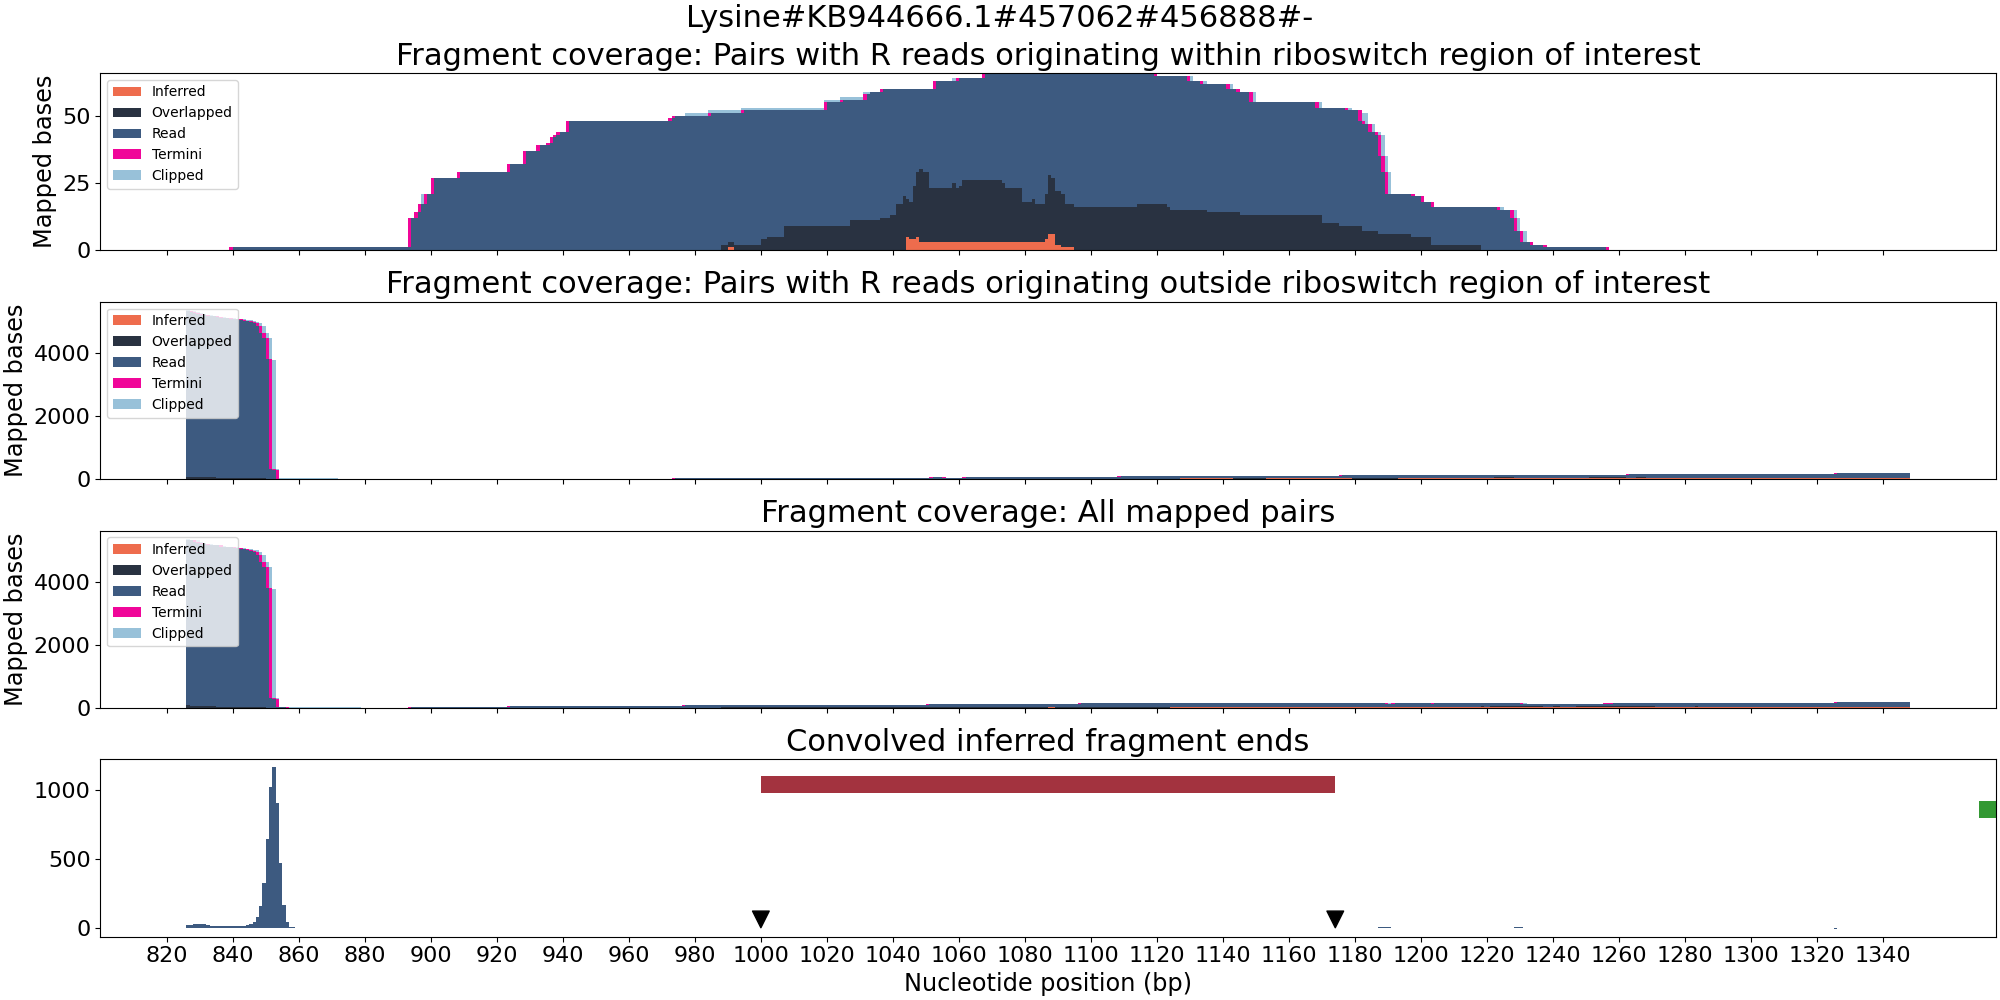 Lysine#KB944666.1#457062#456888#-
Fragment coverage: Pairs with R reads originating within riboswitch region of interest
Mapped bases
50
25
0
Inferred
Overlapped
Read
Termini
Clipped
Fragment coverage: Pairs with R reads originating outside riboswitch region of interest
Mapped bases
4000
2000
0
Inferred
Overlapped
Read
Termini
Clipped
Fragment coverage: All mapped pairs
Mapped bases
4000
2000
0
Inferred
Overlapped
Read
Termini
Clipped
Convolved inferred fragment ends
1000
500
0
820 840 860 880 900 920 940 960 980 1000 1020 1040 1060 1080 1100 1120 1140 1160 1180 1200 1220 1240 1260 1280 1300 1320 1340
Nucleotide position (bp)